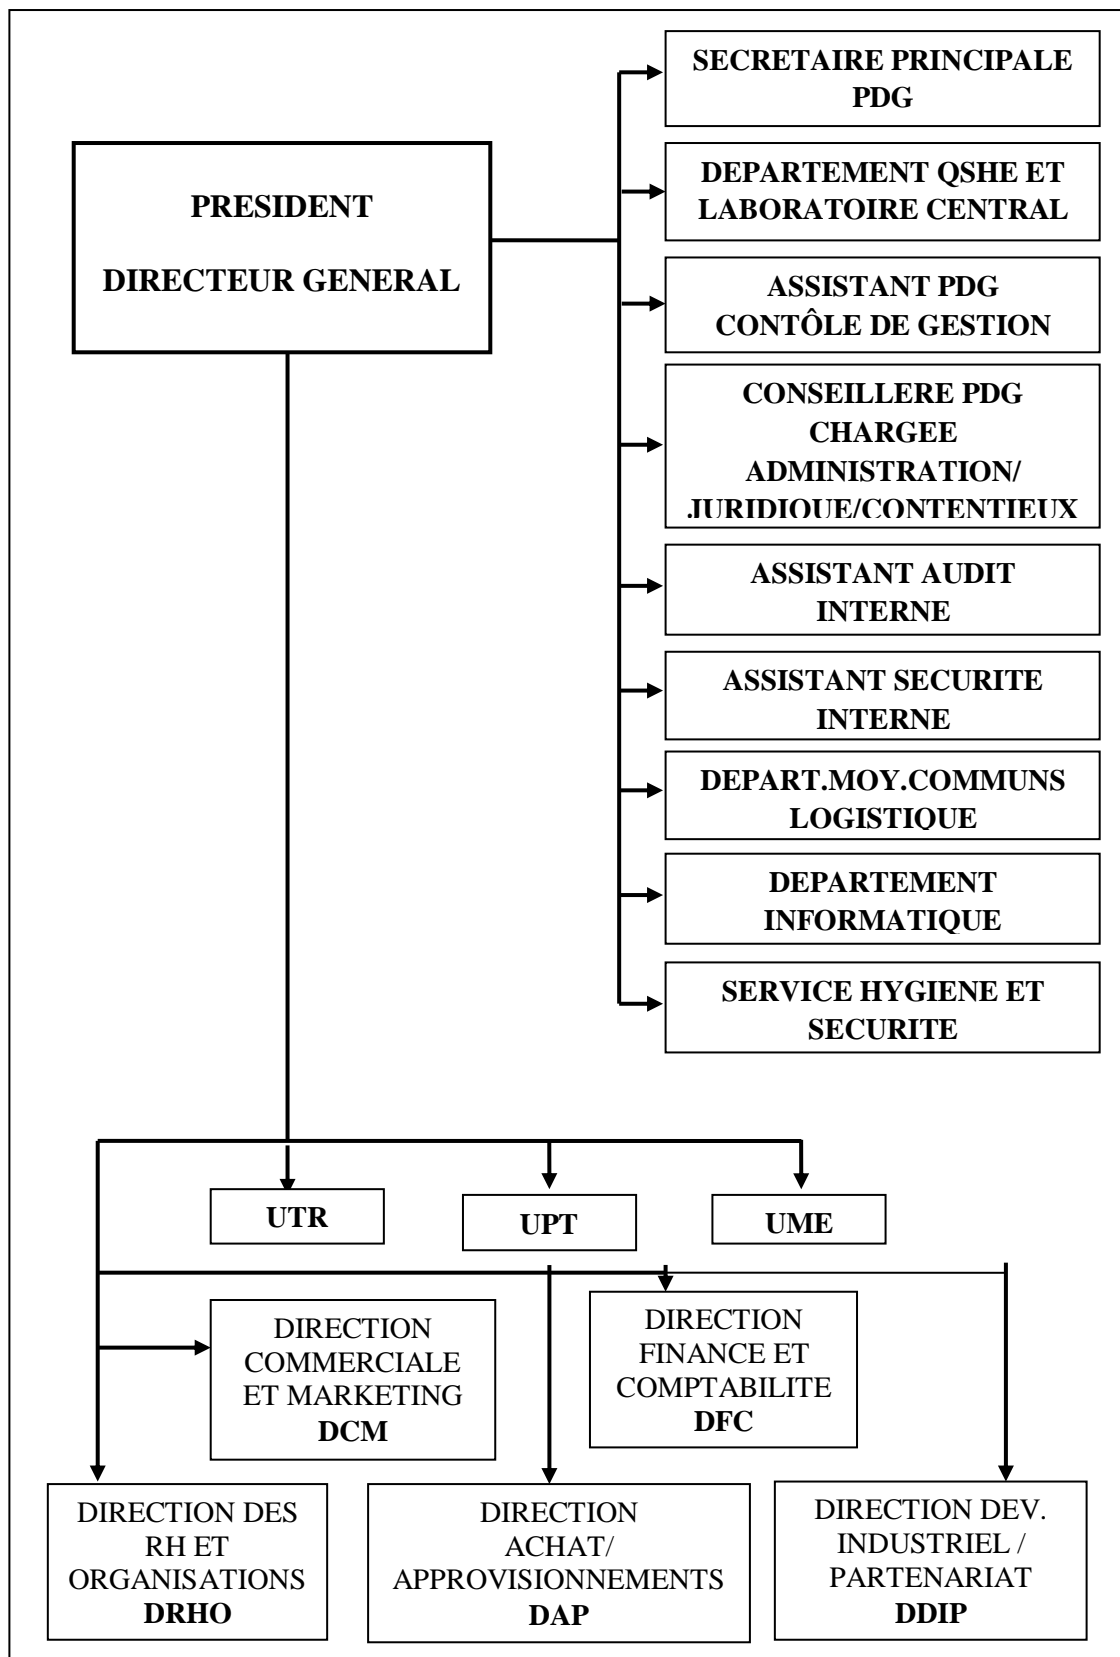 SECRETAIRE PRINCIPALE
PDG
PRESIDENT
DIRECTEUR GENERAL
DEPARTEMENT QSHE ET
LABORATOIRE CENTRAL
ASSISTANT PDG
CONTÔLE DE GESTION
CONSEILLERE PDG
CHARGEE
ADMINISTRATION/
JURIDIQUE/CONTENTIEUX
ASSISTANT AUDIT
INTERNE
ASSISTANT SECURITE
INTERNE
DEPART.MOY.COMMUNS
LOGISTIQUE
DEPARTEMENT
INFORMATIQUE
SERVICE HYGIENE ET
SECURITE
UTR
UPT
UME
DIRECTION
COMMERCIALE
ET MARKETING
DCM
DIRECTION
FINANCE ET
COMPTABILITE
DFC
DIRECTION DES
RH ET
ORGANISATIONS
DRHO
DIRECTION
ACHAT/
APPROVISIONNEMENTS
DAP
DIRECTION DEV.
INDUSTRIEL /
PARTENARIAT
DDIP